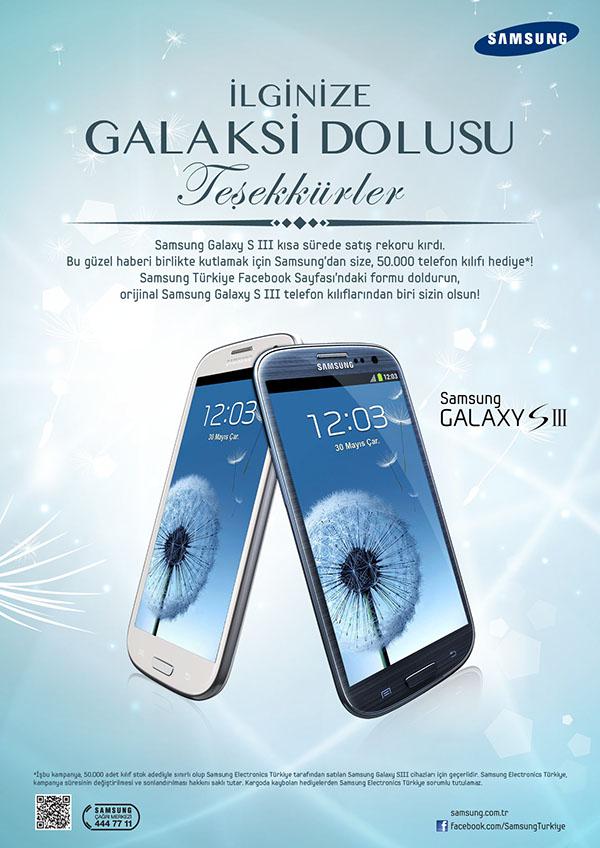 SAMSUNG
İLGİNİZE
GALAKSİ DOLUSU
Teşekkürler
Samsung Galaxy S III kısa sürede satış rekoru kırdı.
Bu güzel haberi birlikte kutlamak için Samsung'dan size, 50.000 telefon kılıfı hediye*!
Samsung Türkiye Facebook Sayfası'ndaki formu doldurun,
orijinal Samsung Galaxy S III telefon kılıflarından biri sizin olsun!
SAMSUNG
12:03
12:03
30 Mayıs Çar.
12:03
30 Mayıs Çar.
Samsung
GALAXY S III
*İşbu kampanya, 50.000 adet kılıf stok adediyle sınırlı olup Samsung Electronics Türkiye tarafından satılan Samsung Galaxy SIII cihazları için geçerlidir. Samsung Electronics Türkiye,
kampanya süresinin değiştirilmesi ve sonlandırılması hakkını saklı tutar. Kargoda kaybolan hediyelerden Samsung Electronics Türkiye sorumlu tutulamaz.
SAMSUNG
ÇAĞRI MERKEZİ
444 77 11
samsung.com.tr
facebook.com/SamsungTurkiye